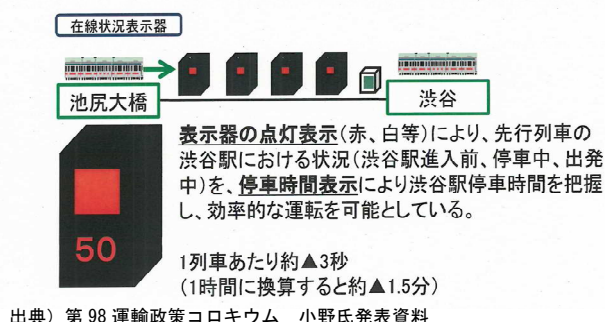 在線状況表示器
池尻大橋
渋谷
表示器の点灯表示(赤、白等)により、先行列車の
渋谷駅における状況(渋谷駅進入前、停車中、出発
中)を、停車時間表示により渋谷駅停車時間を把握
し、効率的な運転を可能としている。
50
1列車あたり約▲3秒
(1時間に換算すると約▲1.5分)
出典) 第 98 運輸政策コロキウム 小野氏発表資料